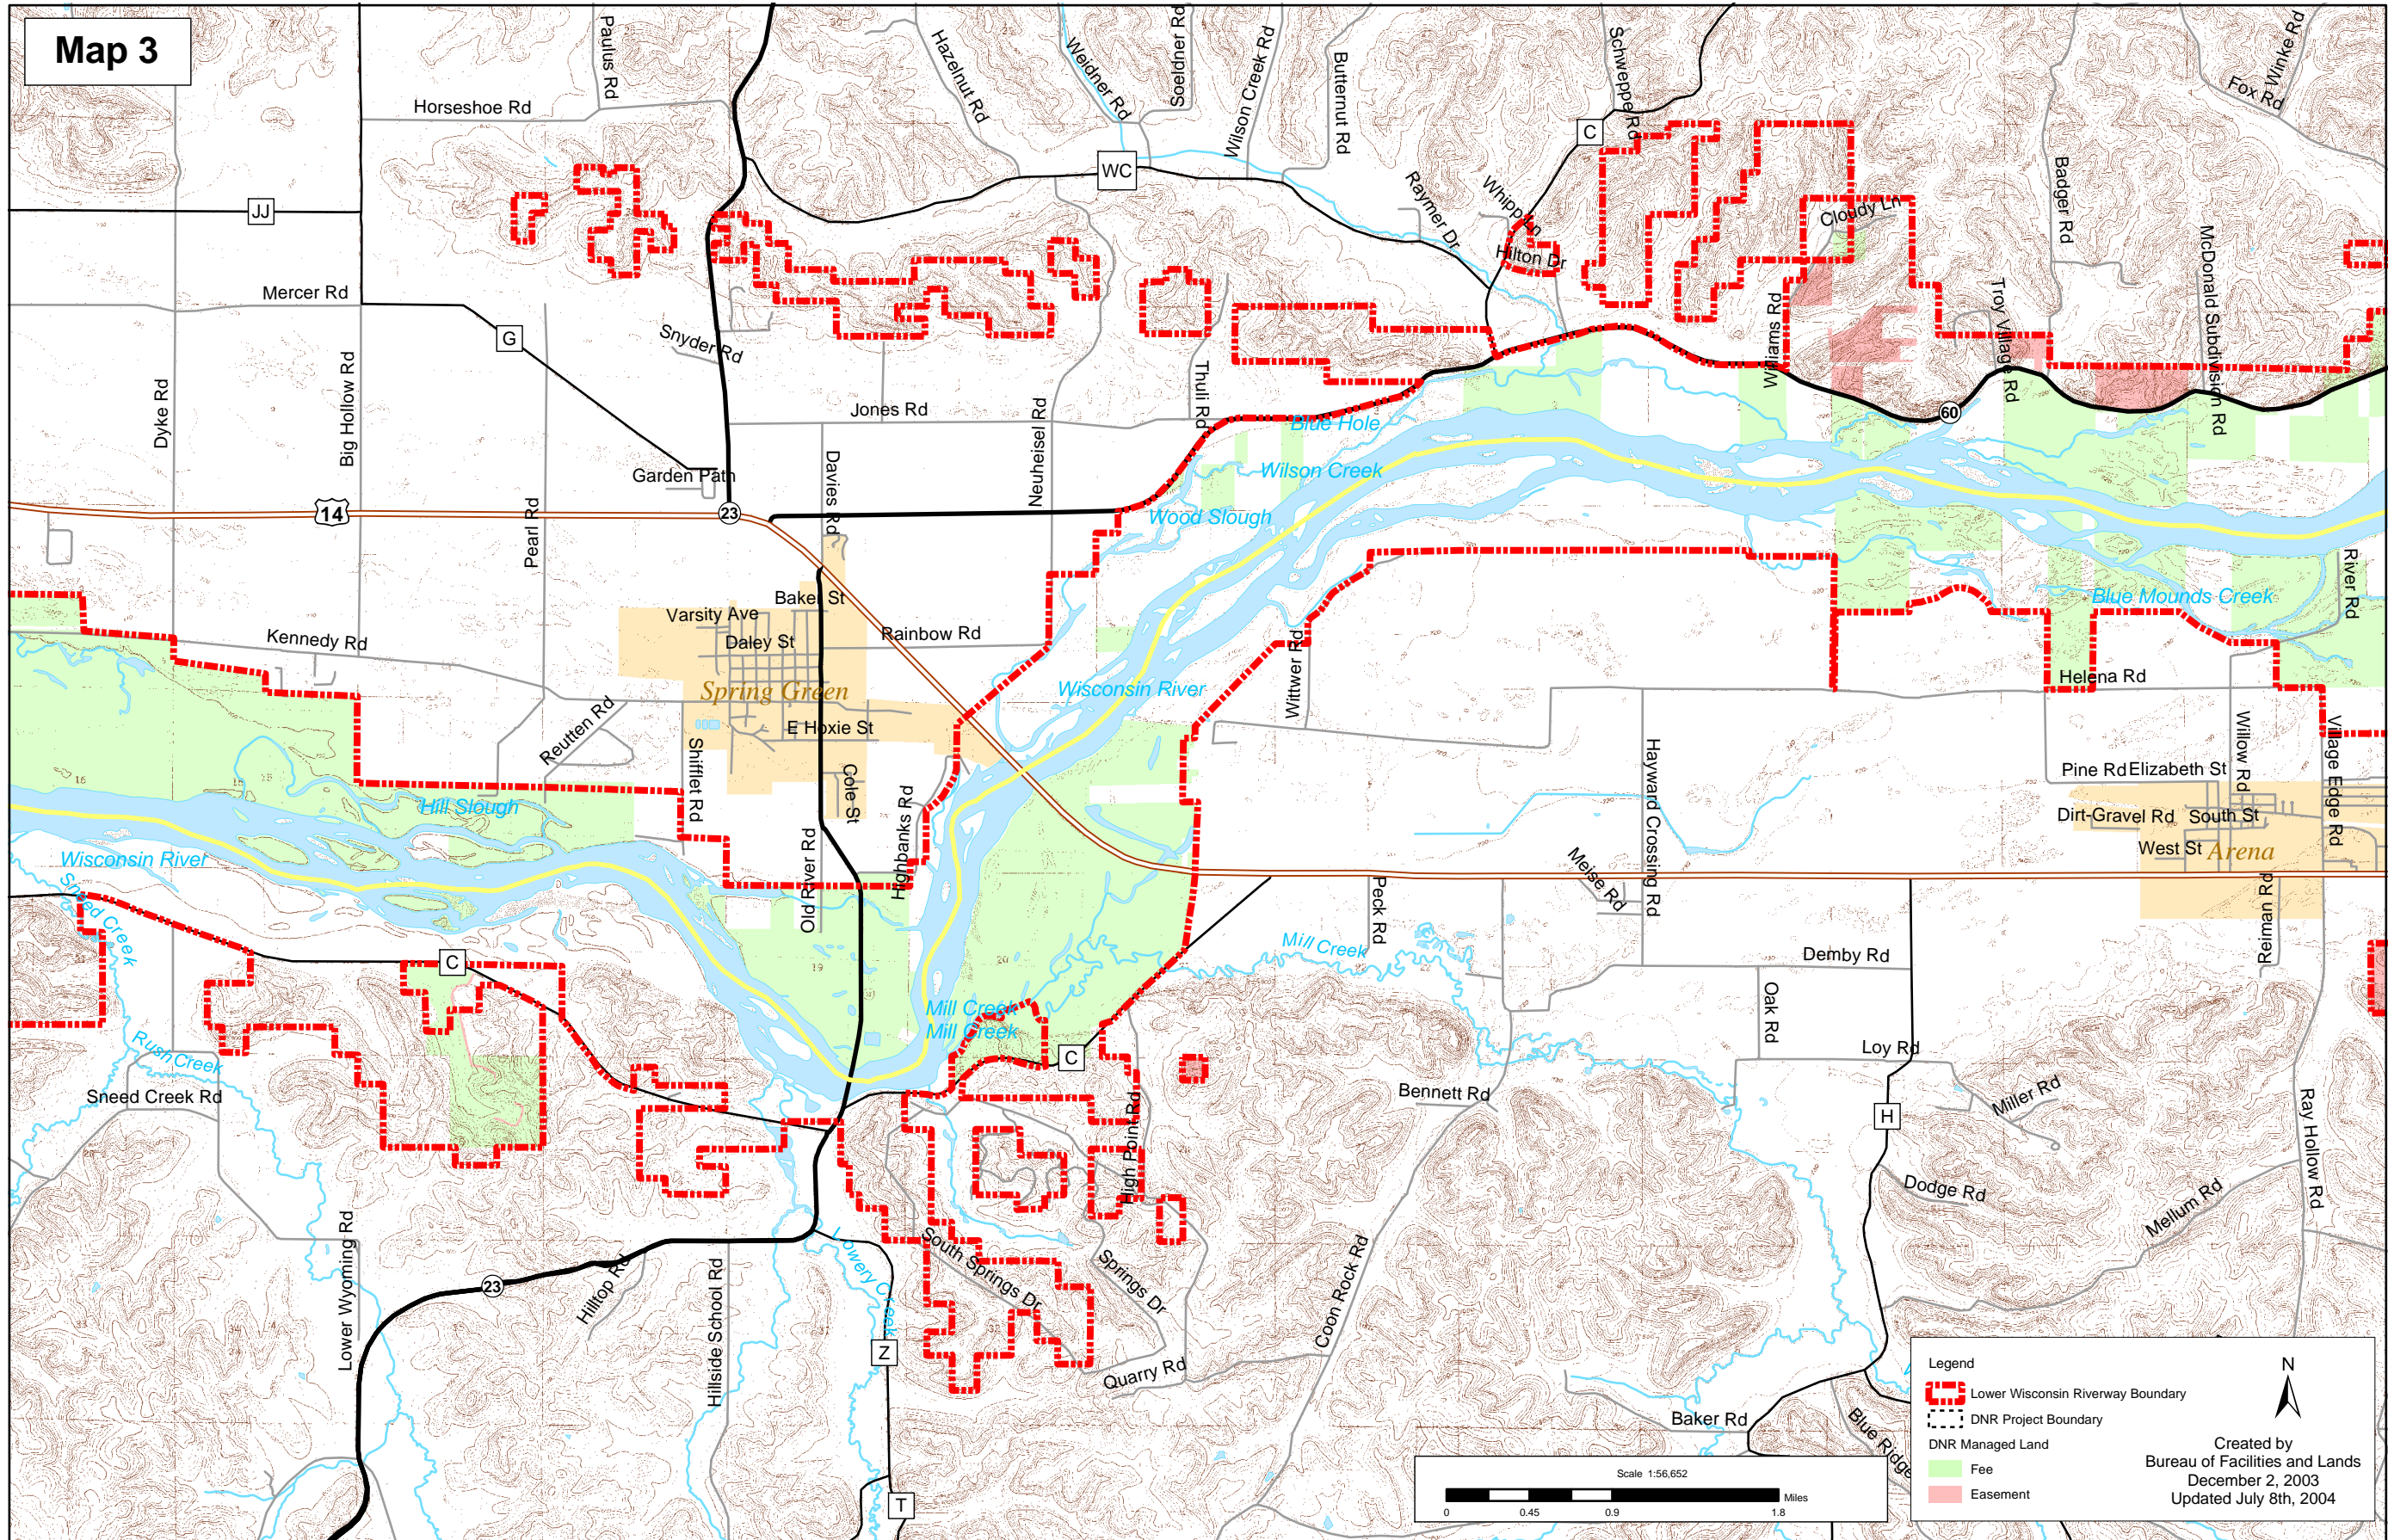 Map 3
Paulus Rd
Horseshoe Rd
Hazelnut Rd
Weidner Rd
Soeldner Rd
Wilson Creek Rd
Butternut Rd
Schweppe Rd
Winke Rd
Fox Rd
C
WC
JJ
Raymer Dr
Whipp Ln
Hilton Dr
Cloudy Ln
Badger Rd
McDonald Subdivision Rd
Mercer Rd
G
Snyder Rd
Williams Rd
Troy Village Rd
Dyke Rd
Big Hollow Rd
Jones Rd
Thuli Rd
Neuheisel Rd
Blue Hole
60
Garden Path
Davies Rd
Wilson Creek
14
23
Pearl Rd
Wood Slough
River Rd
Baker St
Varsity Ave
Blue Mounds Creek
Kennedy Rd
Daley St
Rainbow Rd
Wittwer Rd
Spring Green
Wisconsin River
Helena Rd
Reutten Rd
E Hoxie St
Shifflet Rd
Cole St
Hayward Crossing Rd
Willow Rd
Village Edge Rd
Pine Rd
Elizabeth St
Hill Slough
Highbanks Rd
Dirt-Gravel Rd
South St
Old River Rd
West St
Arena
Wisconsin River
Sneed Creek
Meise Rd
Peck Rd
Reiman Rd
C
Mill Creek
Demby Rd
Oak Rd
Mill Creek
Mill Creek
Rush Creek
C
Loy Rd
Sneed Creek Rd
Bennett Rd
Miller Rd
H
High Point Rd
Ray Hollow Rd
Dodge Rd
Mellum Rd
Lower Wyoming Rd
Hilltop Rd
23
Hillside School Rd
Lowery Creek
South Springs Dr
Springs Dr
Coon Rock Rd
Z
Quarry Rd
Baker Rd
Blue Ridge
T
Scale 1:56,652
Miles
0 0.45 0.9 1.8
Legend
Lower Wisconsin Riverway Boundary
DNR Project Boundary
DNR Managed Land
Fee
Easement
N
Created by
Bureau of Facilities and Lands
December 2, 2003
Updated July 8th, 2004